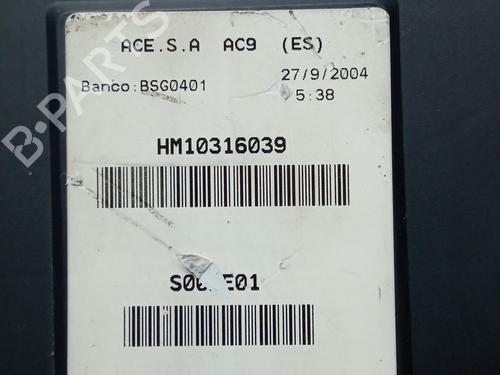 ACE.S.A AC9 (ES)
Banco:BSG0401
27/9/2004
5:38
HM10316039
B-PARTS